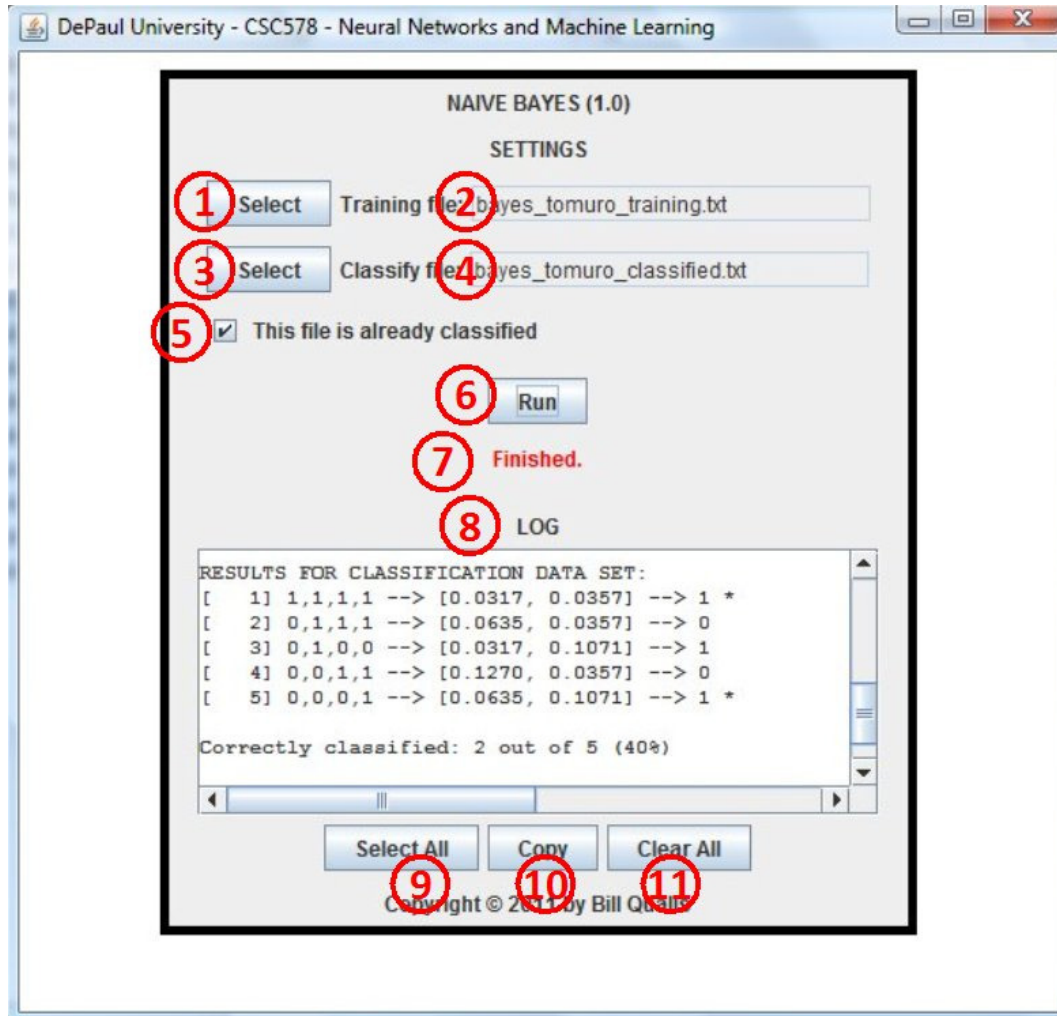 DePaul University - CSC578 - Neural Networks and Machine Learning
NAIVE BAYES (1.0)
SETTINGS
1 Select Training file: 2 bayes_tomuro_training.txt
3 Select Classify file: 4 bayes_tomuro_classified.txt
5 This file is already classified
6 Run
7 Finished.
8 LOG
RESULTS FOR CLASSIFICATION DATA SET:
[   1] 1,1,1,1 --> [0.0317, 0.0357] --> 1 *
[   2] 0,1,1,1 --> [0.0635, 0.0357] --> 0
[   3] 0,1,0,0 --> [0.0317, 0.1071] --> 1
[   4] 0,0,1,1 --> [0.1270, 0.0357] --> 0
[   5] 0,0,0,1 --> [0.0635, 0.1071] --> 1 *
Correctly classified: 2 out of 5 (40%)
Select All Copy Clear All
9 10 11
Copyright © 2011 by Bill Qualls